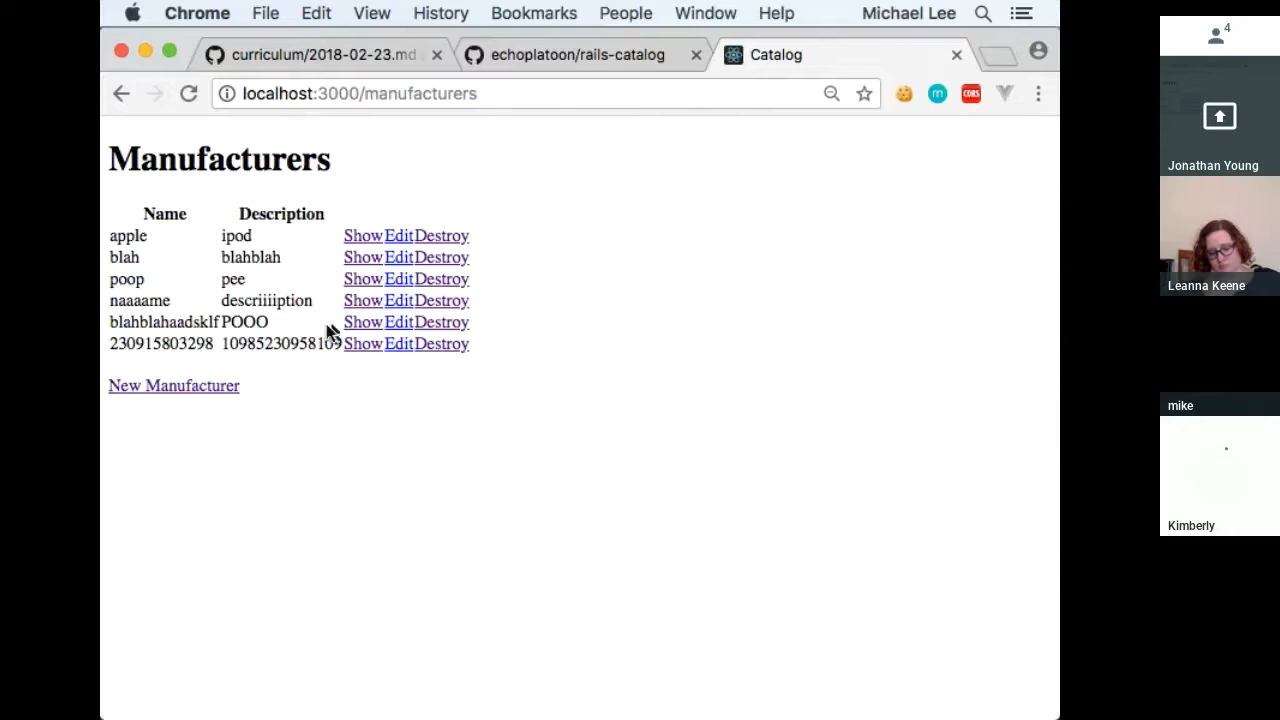 Chrome File Edit View History Bookmarks People Window Help Michael Lee
curriculum/2018-02-23.md echoplatoon/rails-catalog Catalog
localhost:3000/manufacturers
CORS
m
4
Manufacturers
Name Description
apple ipod Show Edit Destroy
blah blahblah Show Edit Destroy
poop pee Show Edit Destroy
naaaame descriiiiption Show Edit Destroy
blahblahaadsklf POOO Show Edit Destroy
230915803298 10985230958109 Show Edit Destroy
New Manufacturer
Jonathan Young
Leanna Keene
mike
Kimberly